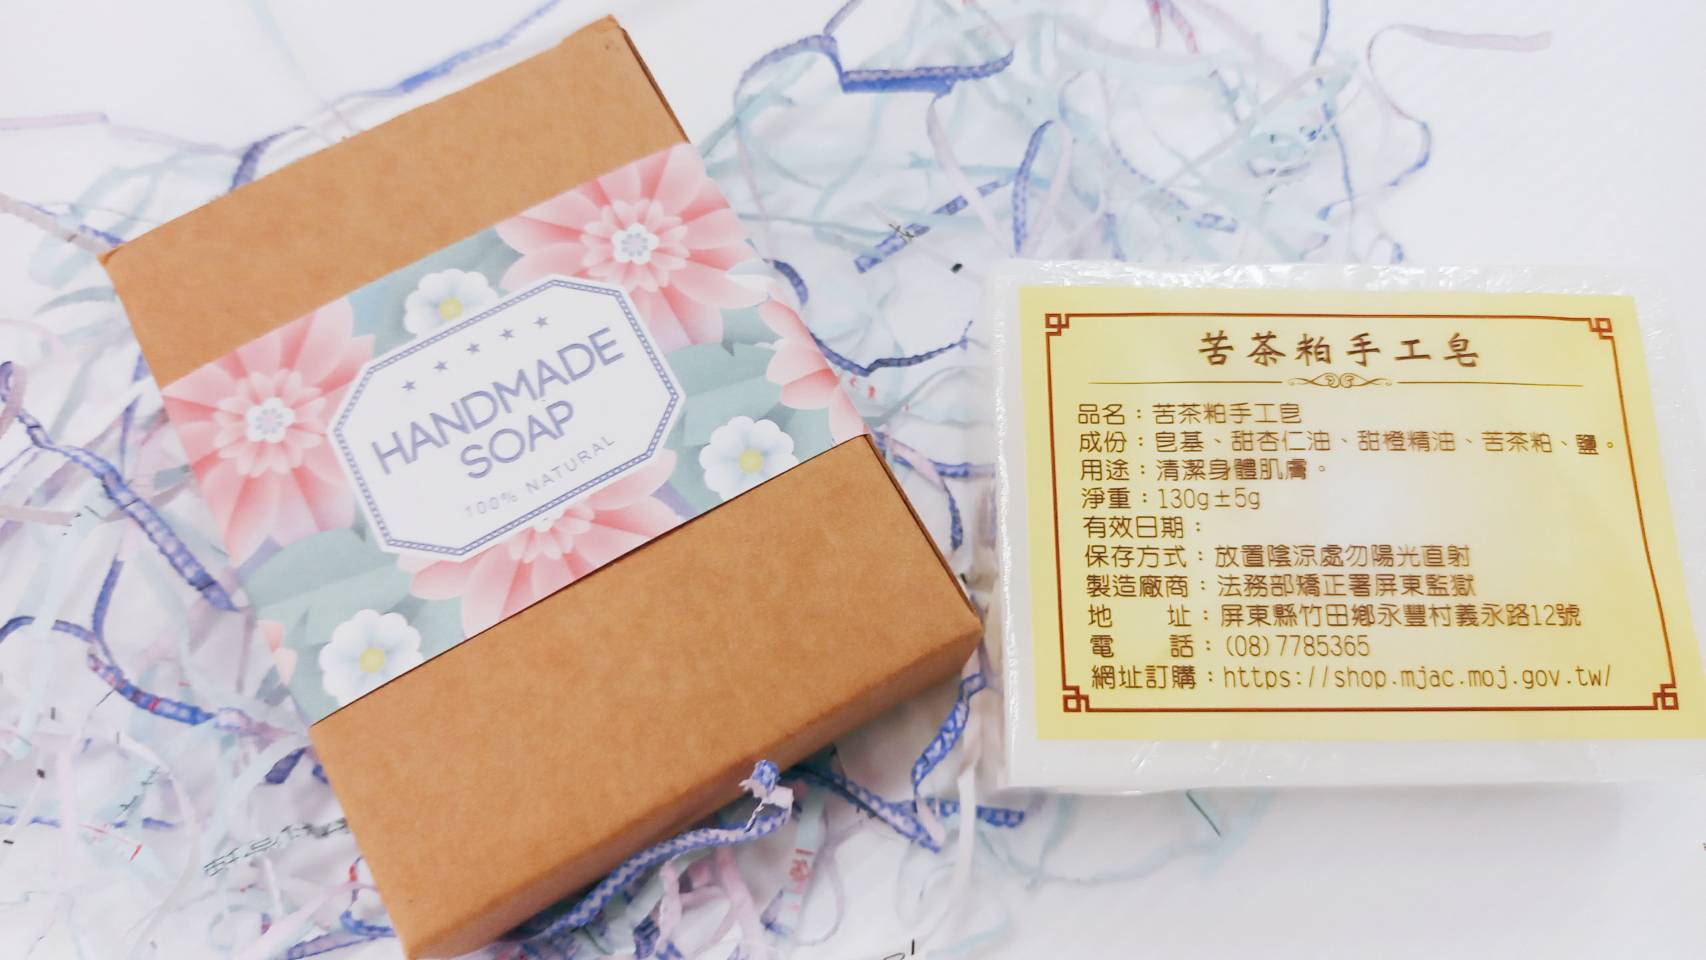 HANDMADE
SOAP
100% NATURAL
苦茶粕手工皂
品名：苦茶粕手工皂
成份：皂基、甜杏仁油、甜橙精油、苦茶粕、鹽。
用途：清潔身體肌膚。
淨重：130g±5g
有效日期：
保存方式：放置陰涼處勿陽光直射
製造廠商：法務部矯正署屏東監獄
地　　址：屏東縣竹田鄉永豐村義永路12號
電　　話：(08)7785365
網址訂購：https://shop.mjac.moj.gov.tw/